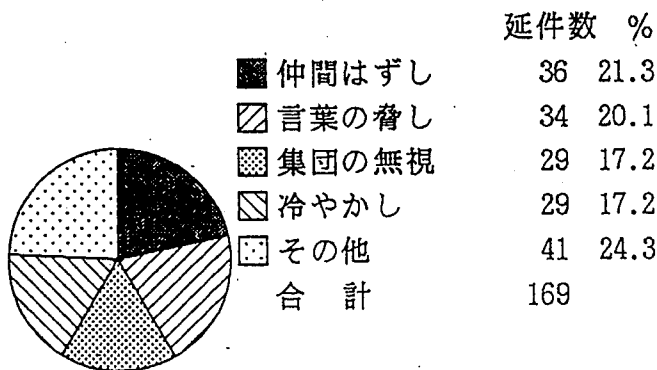 延件数 %
仲間はずし 36 21.3
言葉の脅し 34 20.1
集団の無視 29 17.2
冷やかし 29 17.2
その他 41 24.3
合 計 169